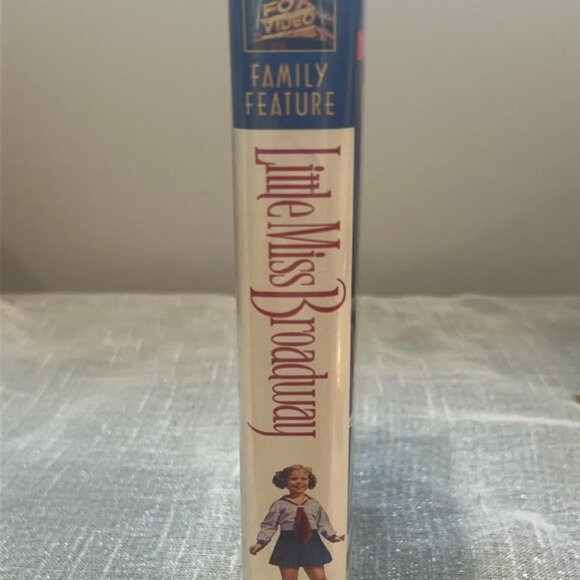 FOX
VIDEO
FAMILY
FEATURE
Little Miss Broadway